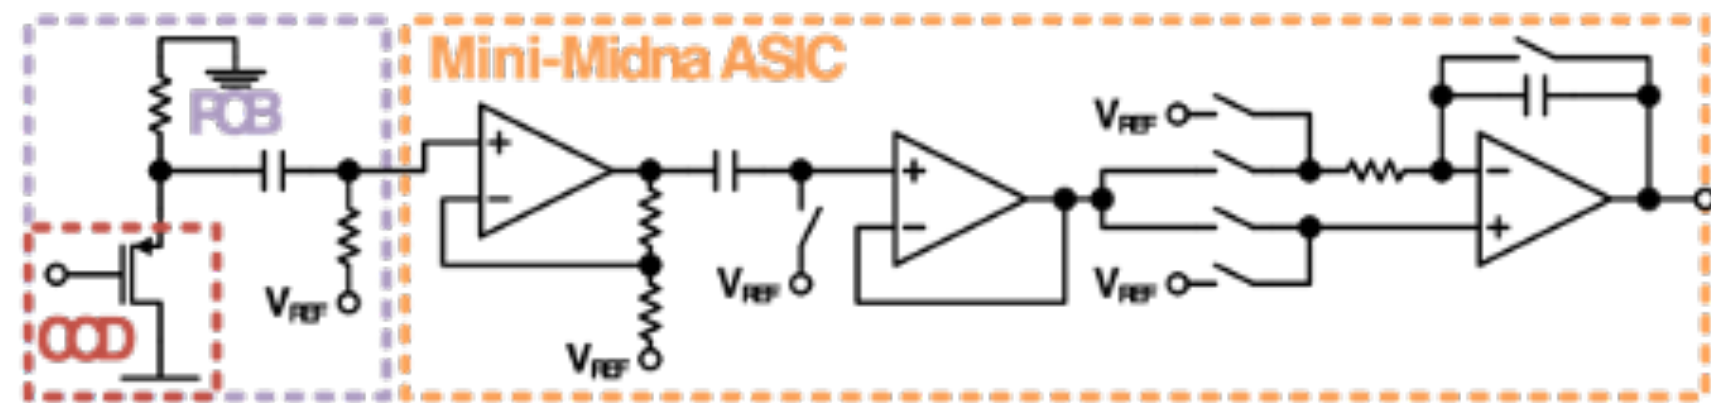 Mini-Midna ASIC
PCB
CCD
VREF
VREF
VREF
VREF
VREF
+
−
+
−
−
+